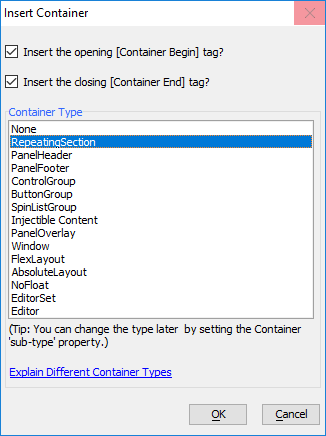 Insert Container
Insert the opening [Container Begin] tag?
Insert the closing [Container End] tag?
Container Type
None
RepeatingSection
PanelHeader
PanelFooter
ControlGroup
ButtonGroup
SpinListGroup
Injectible Content
PanelOverlay
Window
FlexLayout
AbsoluteLayout
NoFloat
EditorSet
Editor
(Tip: You can change the type later by setting the Container
'sub-type' property.)
Explain Different Container Types
OK
Cancel